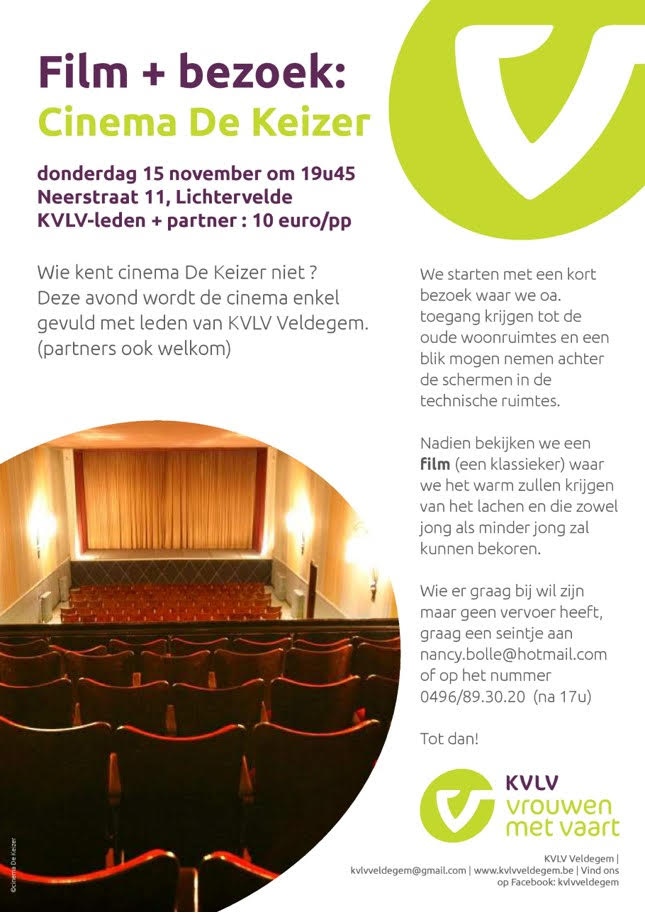 Film + bezoek:
Cinema De Keizer
donderdag 15 november om 19u45
Neerstraat 11, Lichtervelde
KVLV-leden + partner : 10 euro/pp
Wie kent cinema De Keizer niet ?
Deze avond wordt de cinema enkel
gevuld met leden van KVLV Veldegem.
(partners ook welkom)
We starten met een kort
bezoek waar we oa.
toegang krijgen tot de
oude woonruimtes en een
blik mogen nemen achter
de schermen in de
technische ruimtes.
Nadien bekijken we een
film (een klassieker) waar
we het warm zullen krijgen
van het lachen en die zowel
jong als minder jong zal
kunnen bekoren.
Wie er graag bij wil zijn
maar geen vervoer heeft,
graag een seintje aan
nancy.bolle@hotmail.com
of op het nummer
0496/89.30.20 (na 17u)
Tot dan!
KVLV
vrouwen
met vaart
KVLV Veldegem |
kvlvveldegem@gmail.com | www.kvlvveldegem.be | Vind ons
op Facebook: kvlvveldegem
©cinema De Keizer